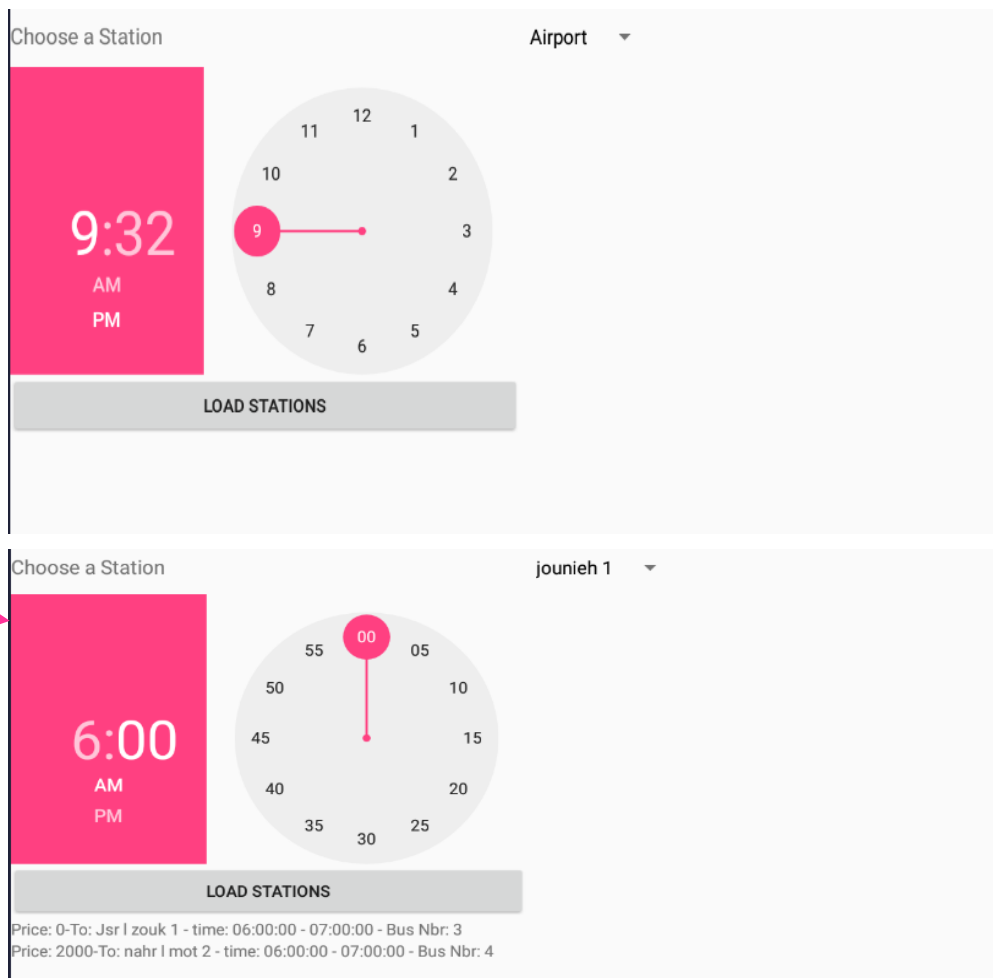 Choose a Station Airport
12
11 1
10 2
9:32 9 3
AM
8 4
PM
7 5
6
LOAD STATIONS
Choose a Station jounieh 1
00
55 05
50 10
6:00 45 15
AM
40 20
PM
35 25
30
LOAD STATIONS
Price: 0-To: Jsr l zouk 1 - time: 06:00:00 - 07:00:00 - Bus Nbr: 3
Price: 2000-To: nahr l mot 2 - time: 06:00:00 - 07:00:00 - Bus Nbr: 4